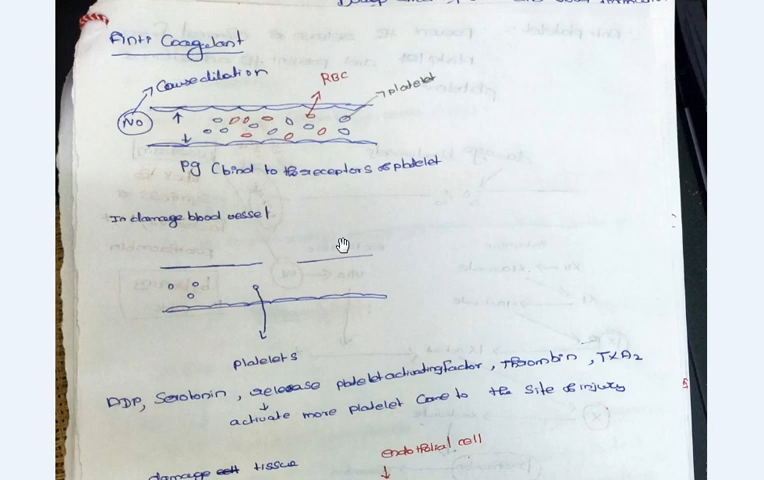 Anti Coagulant
Cause dilation
RBC
platelet
NO
PG (bind to the receptors of platelet
In damage blood vessel
platelets
ADP, Serotonin, release platelet activating factor, Thrombin, TXA2
activate more platelet come to the site of injury
endothelial cell
damage tissue